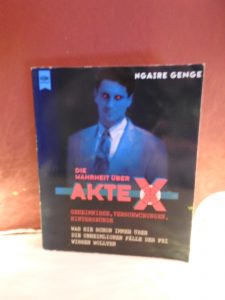 NGAIRE GENGE
DIE
WAHRHEIT ÜBER
AKTE X
GEHEIMNISSE, VERSCHWÖRUNGEN,
HINTERGRÜNDE
WAS SIE SCHON IMMER ÜBER
DIE UNHEIMLICHEN FÄLLE DES FBI
WISSEN WOLLTEN